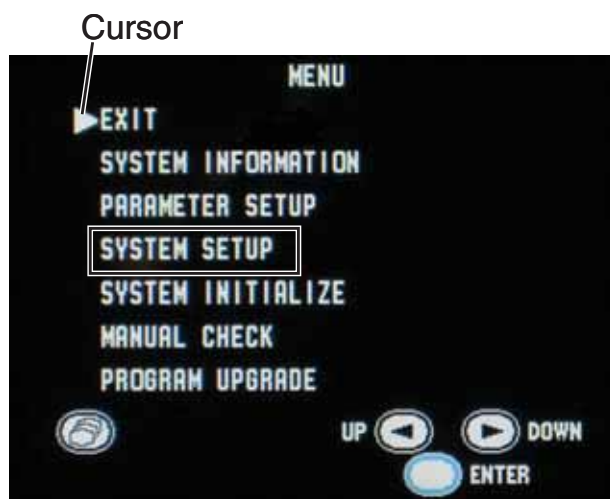 Cursor
MENU
EXIT
SYSTEM INFORMATION
PARAMETER SETUP
SYSTEM SETUP
SYSTEM INITIALIZE
MANUAL CHECK
PROGRAM UPGRADE
UP DOWN
ENTER